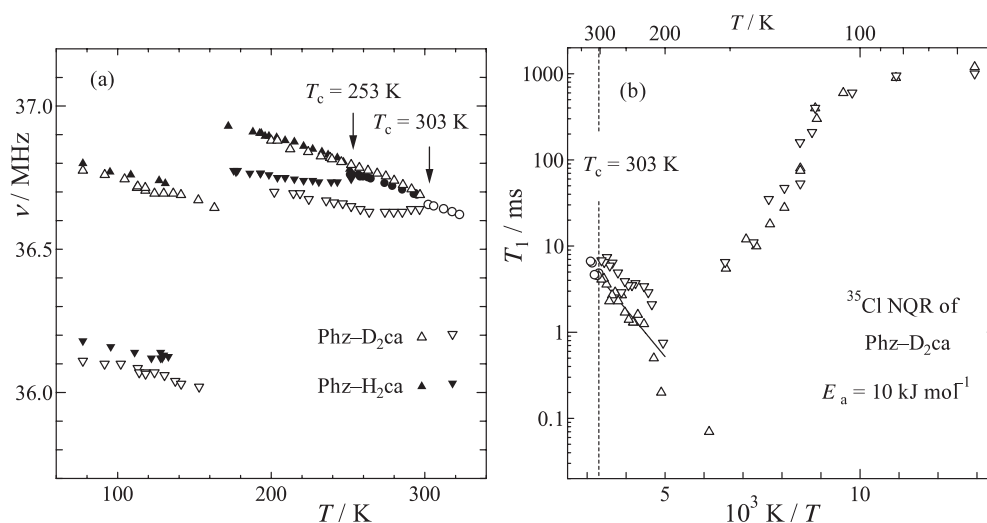 (a)
T_c = 253 K
T_c = 303 K
37.0
36.5
36.0
ν / MHz
Phz–D₂ca
Phz–H₂ca
100
200
300
T / K
T / K
300
200
100
(b)
1000
100
10
1
0.1
T₁ / ms
T_c = 303 K
³⁵Cl NQR of
Phz–D₂ca
E_a = 10 kJ mol⁻¹
5
10
10³ K / T